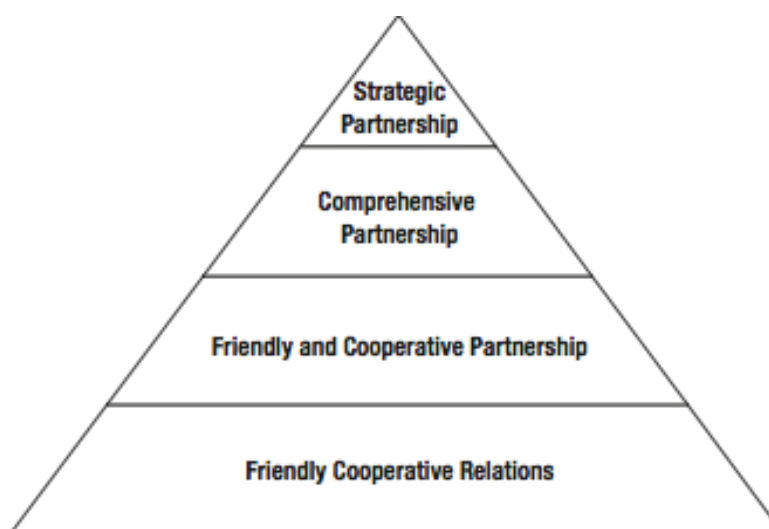 Strategic
Partnership
Comprehensive
Partnership
Friendly and Cooperative Partnership
Friendly Cooperative Relations